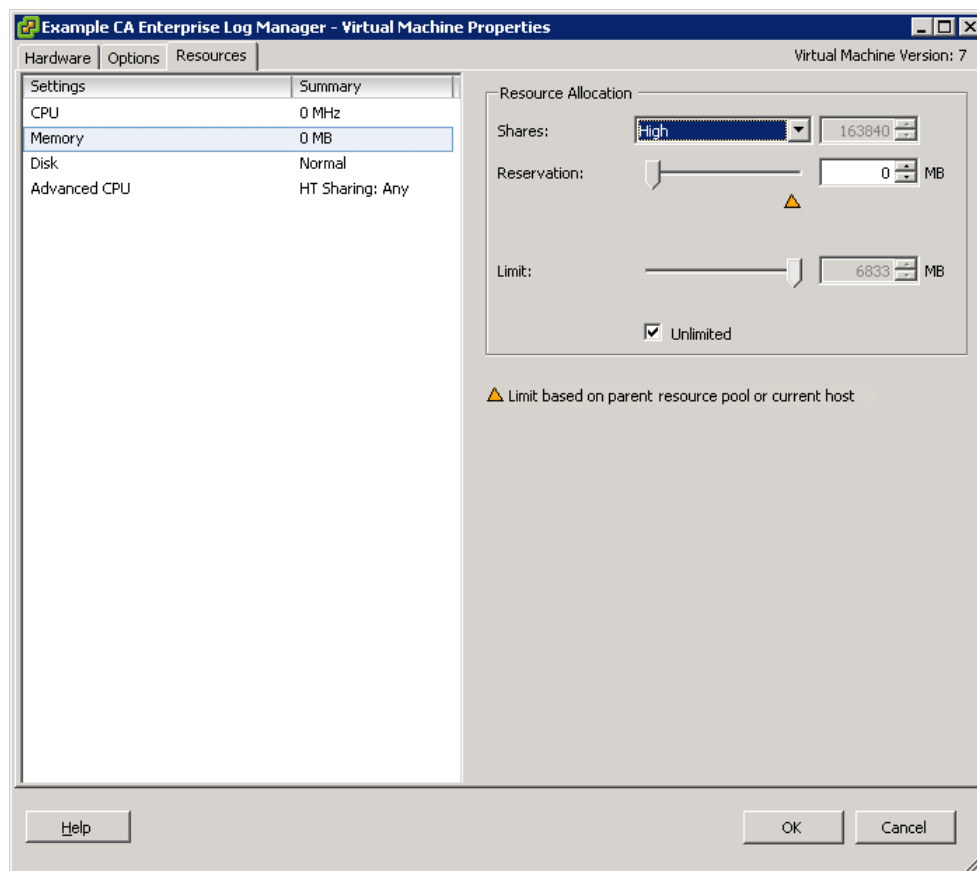 Example CA Enterprise Log Manager - Virtual Machine Properties
Hardware Options Resources Virtual Machine Version: 7
Settings Summary
CPU 0 MHz
Memory 0 MB
Disk Normal
Advanced CPU HT Sharing: Any
Resource Allocation
Shares: High 163840
Reservation: 0 MB
Limit: 6833 MB
Unlimited
Limit based on parent resource pool or current host
Help OK Cancel